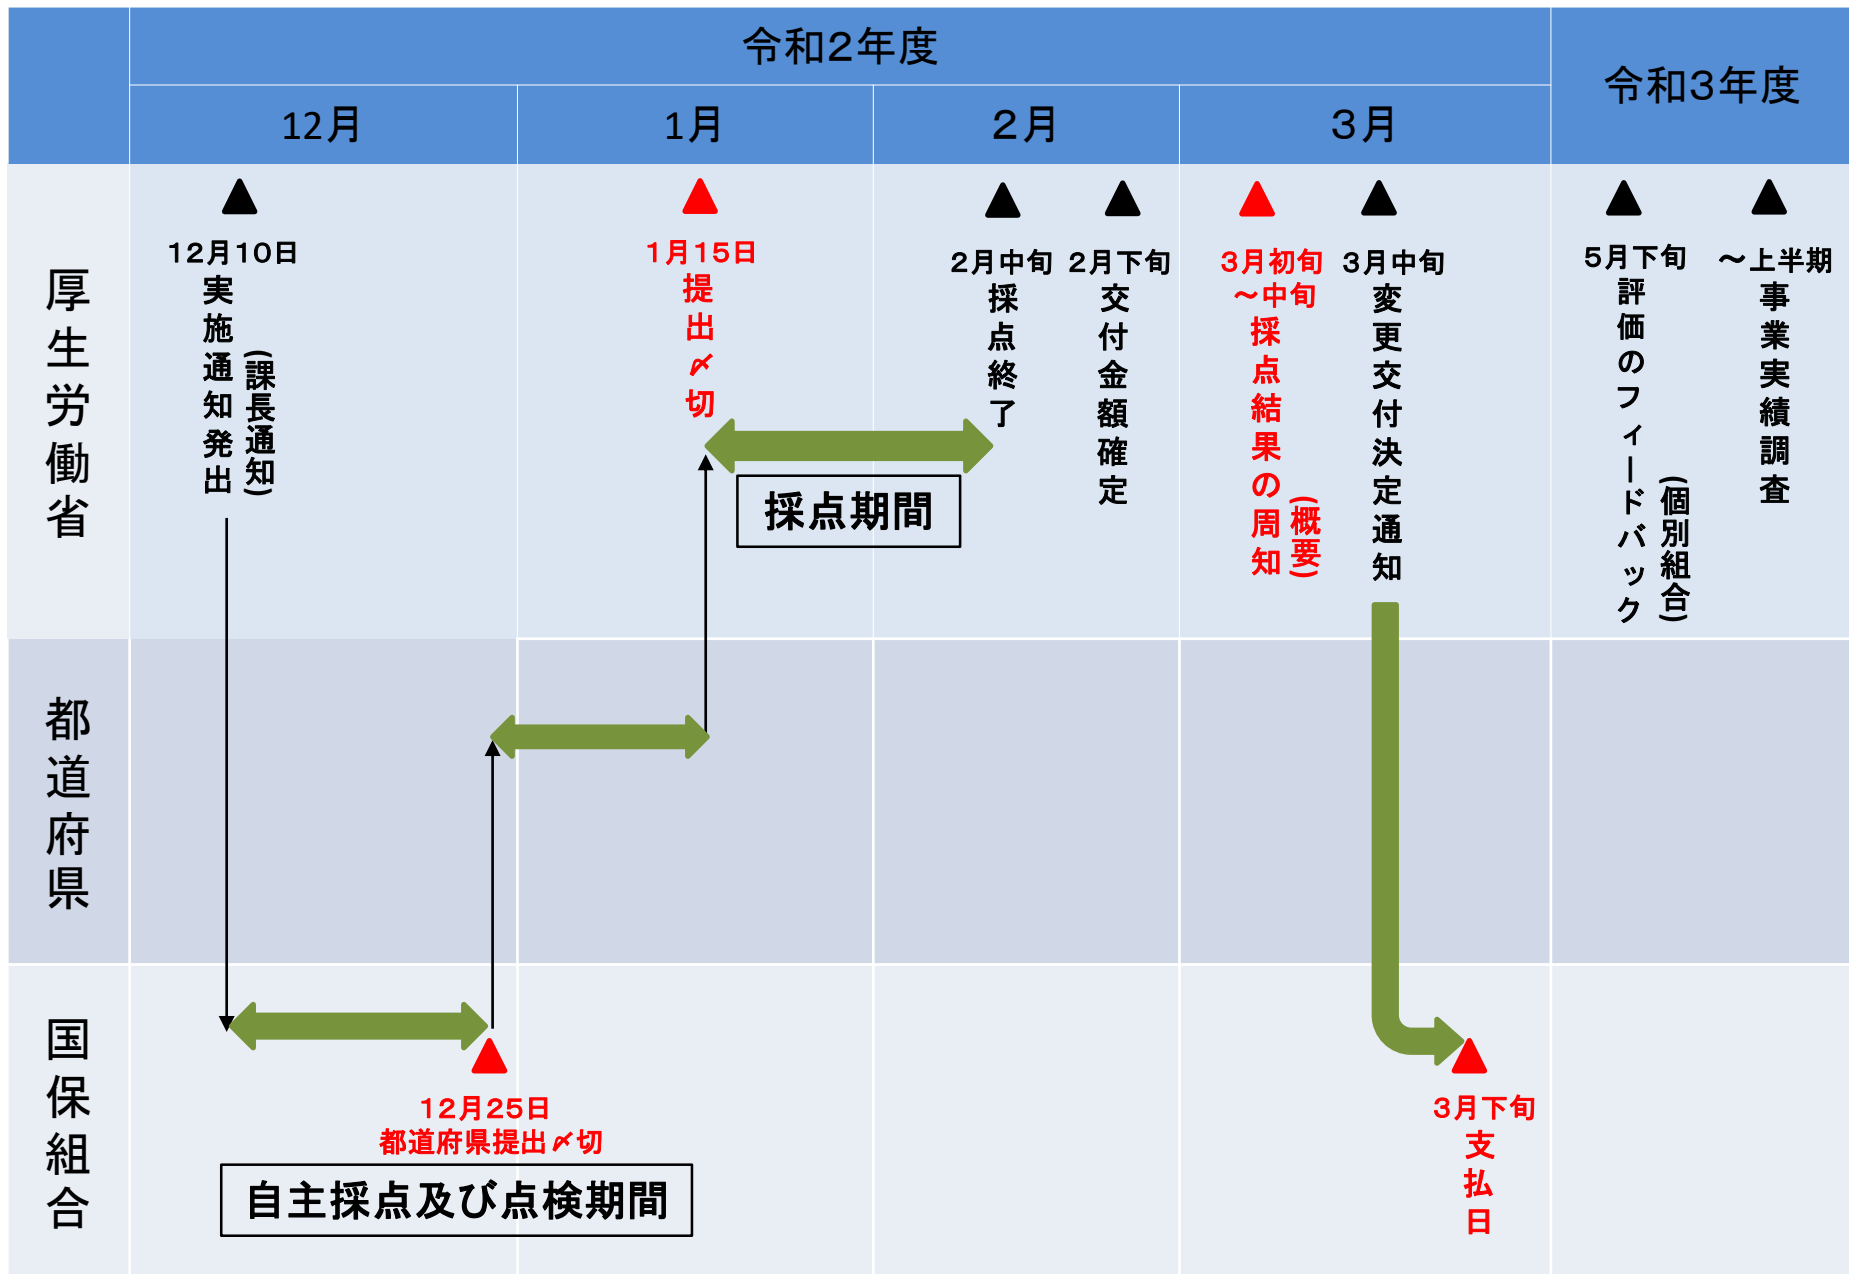 令和２年度
令和３年度
12月
1月
２月
３月
厚生労働省
１２月１０日
実施通知発出
(課長通知)
１月１５日
提出〆切
採点期間
２月中旬
採点終了
２月下旬
交付金額確定
３月初旬
～中旬
採点結果の周知
(概要)
３月中旬
変更交付決定通知
５月下旬
評価のフィードバック
(個別組合)
～上半期
事業実績調査
都道府県
国保組合
１２月２５日
都道府県提出〆切
自主採点及び点検期間
３月下旬
支払日